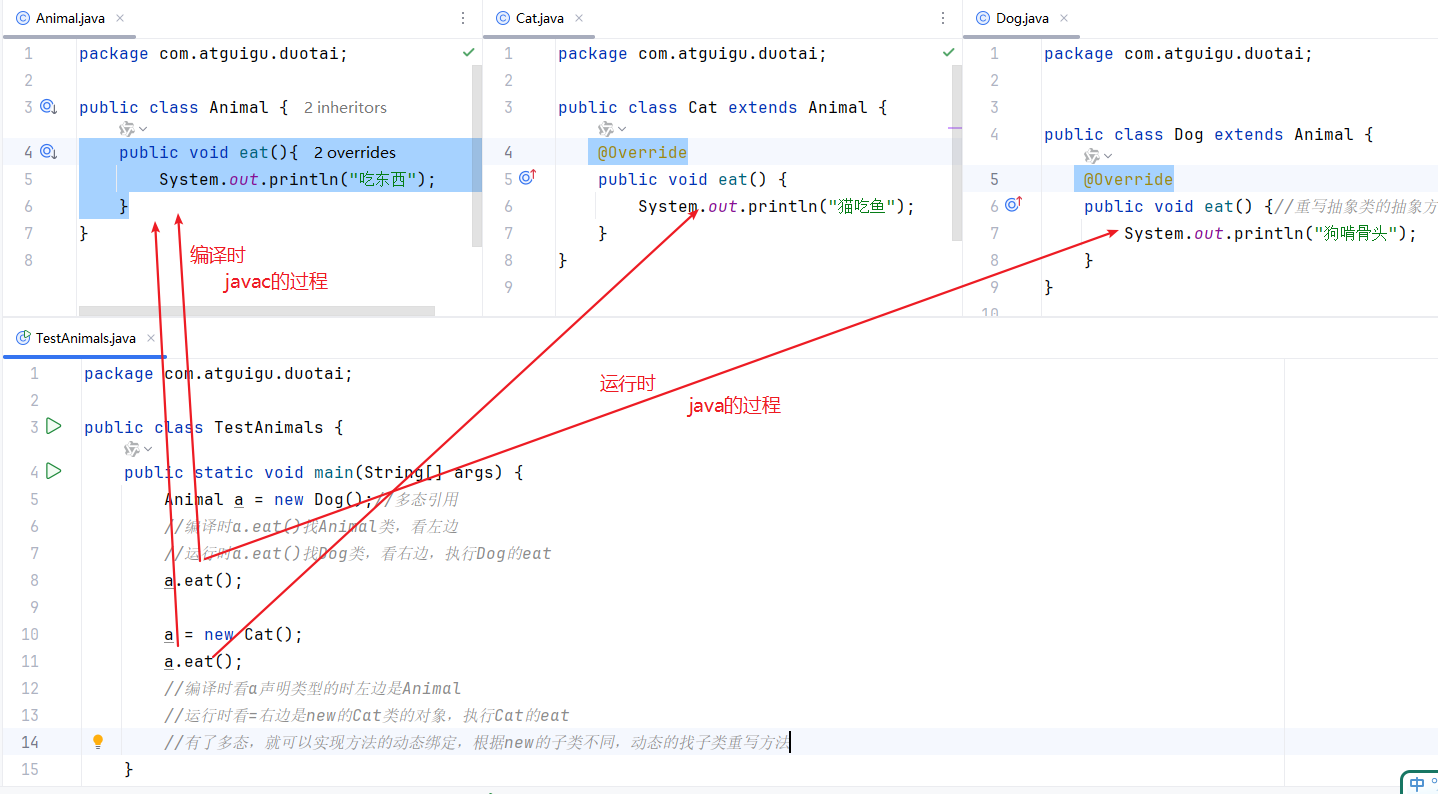 Animal.java
1 package com.atguigu.duotai;
2
3 public class Animal { 2 inheritors
4 public void eat(){ 2 overrides
5 System.out.println("吃东西");
6 }
7 }
8
编译时
javac的过程
Cat.java
1 package com.atguigu.duotai;
2
3 public class Cat extends Animal {
4 @Override
5 public void eat() {
6 System.out.println("猫吃鱼");
7 }
8 }
9
Dog.java
1 package com.atguigu.duotai;
2
3
4 public class Dog extends Animal {
5 @Override
6 public void eat() {//重写抽象类的抽象方
7 System.out.println("狗啃骨头");
8 }
9 }
10
TestAnimals.java
1 package com.atguigu.duotai;
2
3 public class TestAnimals {
4 public static void main(String[] args) {
5 Animal a = new Dog();//多态引用
6 //编译时a.eat()找Animal类，看左边
7 //运行时a.eat()找Dog类，看右边，执行Dog的eat
8 a.eat();
9
10 a = new Cat();
11 a.eat();
12 //编译时看a声明类型的时左边是Animal
13 //运行时看=右边是new的Cat类的对象，执行Cat的eat
14 //有了多态，就可以实现方法的动态绑定，根据new的子类不同，动态的找子类重写方法
15 }
运行时
java的过程
中